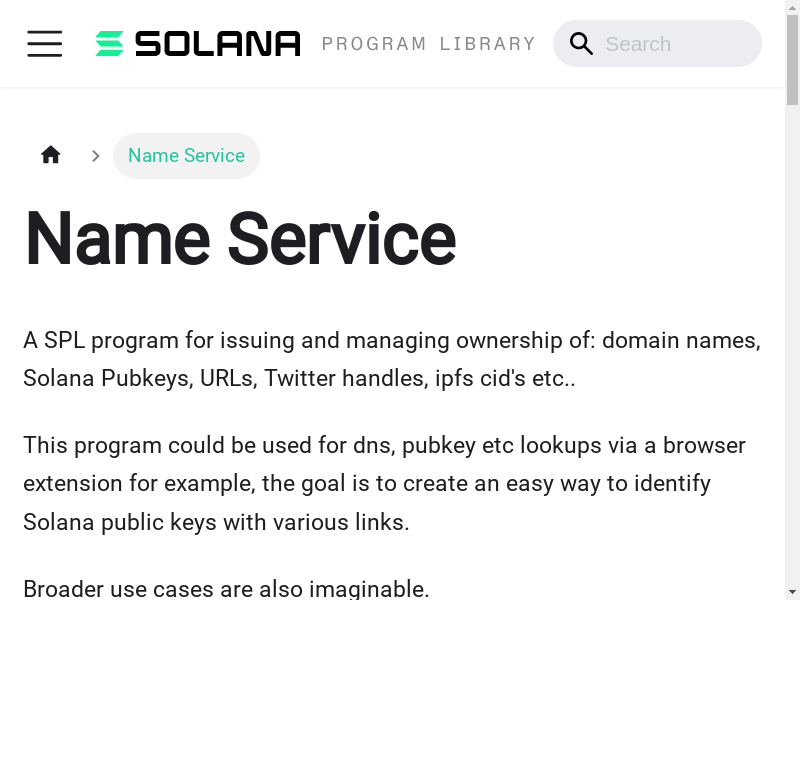 SOLANA PROGRAM LIBRARY Search
Name Service
Name Service
A SPL program for issuing and managing ownership of: domain names,
Solana Pubkeys, URLs, Twitter handles, ipfs cid's etc..
This program could be used for dns, pubkey etc lookups via a browser
extension for example, the goal is to create an easy way to identify
Solana public keys with various links.
Broader use cases are also imaginable.